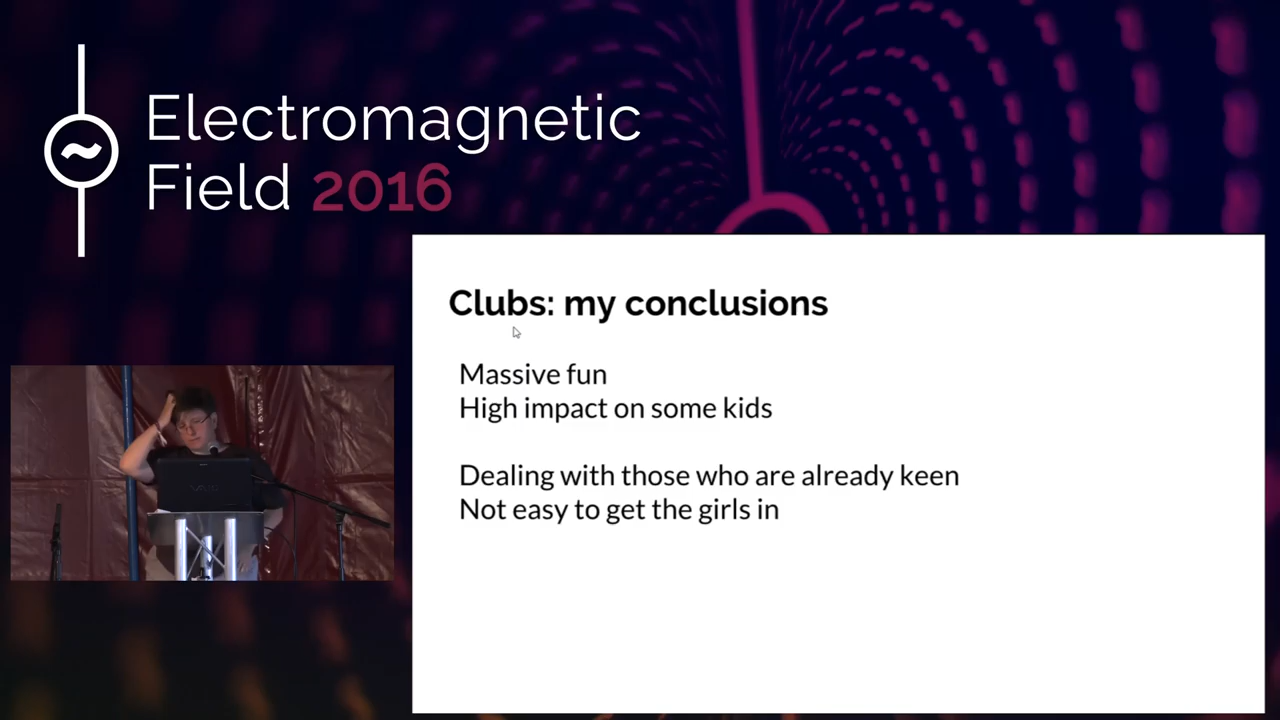 Electromagnetic
Field 2016
Clubs: my conclusions
Massive fun
High impact on some kids
Dealing with those who are already keen
Not easy to get the girls in